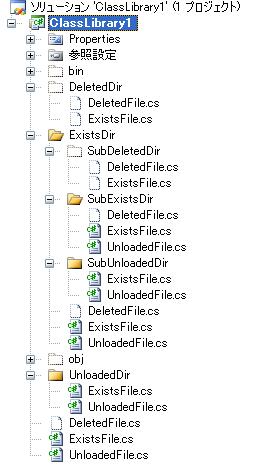 ソリューション 'ClassLibrary1' (1 プロジェクト)
ClassLibrary1
Properties
参照設定
bin
DeletedDir
DeletedFile.cs
ExistsFile.cs
ExistsDir
SubDeletedDir
DeletedFile.cs
ExistsFile.cs
SubExistsDir
DeletedFile.cs
ExistsFile.cs
UnloadedFile.cs
SubUnloadedDir
ExistsFile.cs
UnloadedFile.cs
DeletedFile.cs
ExistsFile.cs
UnloadedFile.cs
obj
UnloadedDir
ExistsFile.cs
UnloadedFile.cs
DeletedFile.cs
ExistsFile.cs
UnloadedFile.cs